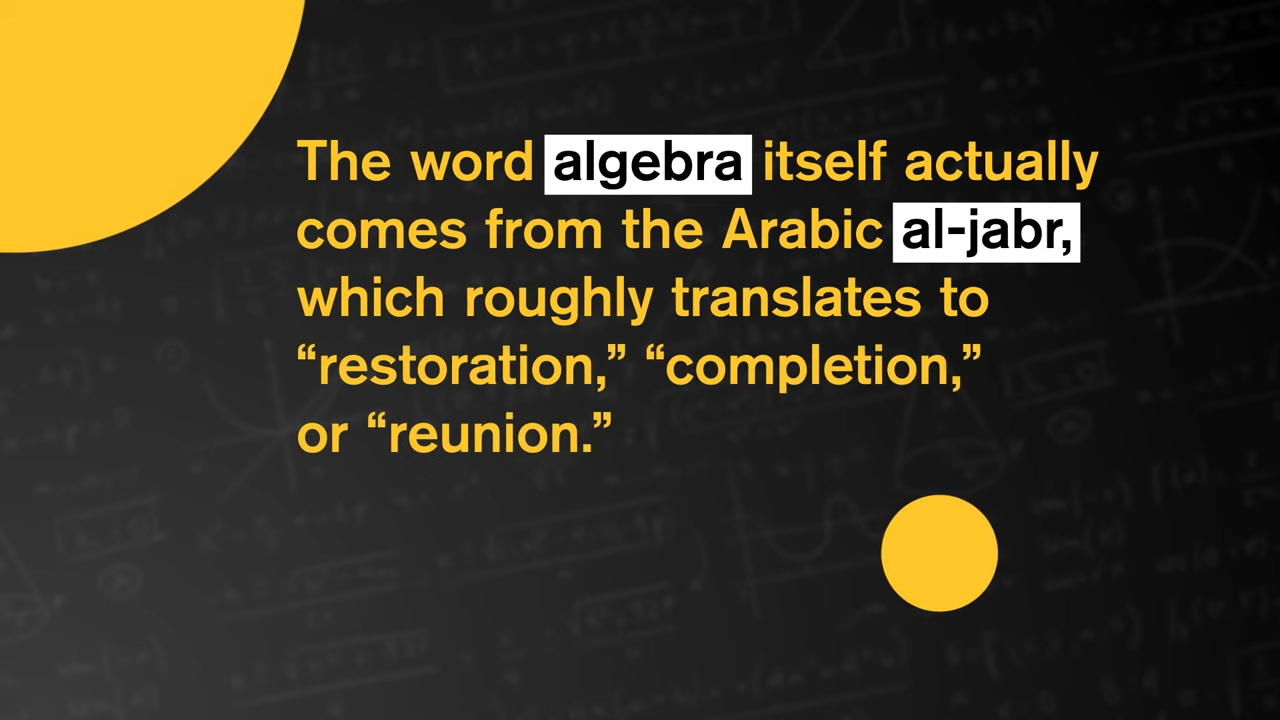 The word algebra itself actually
comes from the Arabic al-jabr,
which roughly translates to
“restoration,” “completion,”
or “reunion.”